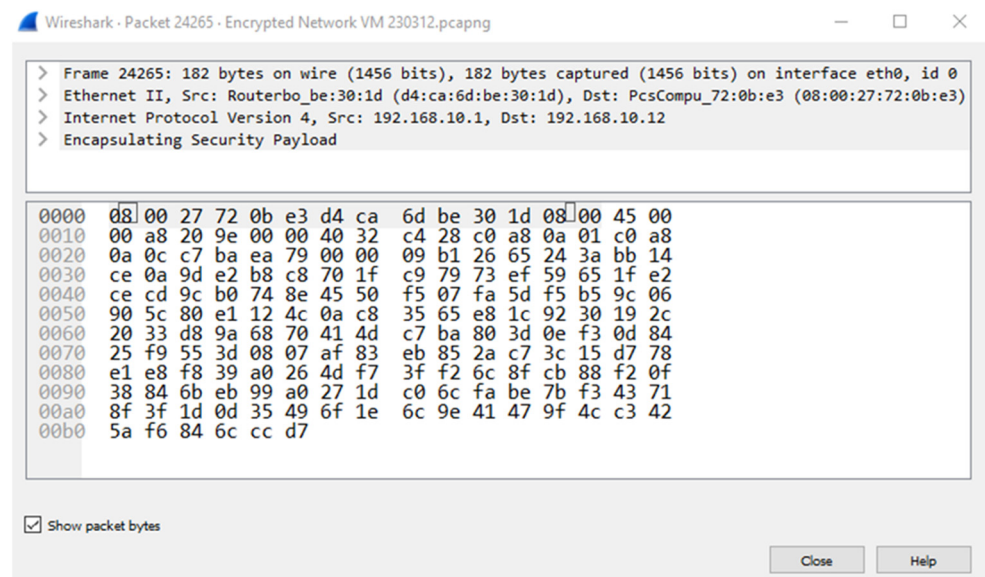 Wireshark · Packet 24265 · Encrypted Network VM 230312.pcapng
Frame 24265: 182 bytes on wire (1456 bits), 182 bytes captured (1456 bits) on interface eth0, id 0
Ethernet II, Src: Routerbo_be:30:1d (d4:ca:6d:be:30:1d), Dst: PcsCompu_72:0b:e3 (08:00:27:72:0b:e3)
Internet Protocol Version 4, Src: 192.168.10.1, Dst: 192.168.10.12
Encapsulating Security Payload
0000 08 00 27 72 0b e3 d4 ca 6d be 30 1d 08 00 45 00
0010 00 a8 20 9e 00 00 40 32 c4 28 c0 a8 0a 01 c0 a8
0020 0a 0c c7 ba ea 79 00 00 09 b1 26 65 24 3a bb 14
0030 ce 0a 9d e2 b8 c8 70 1f c9 79 73 ef 59 65 1f e2
0040 ce cd 9c b0 74 8e 45 50 f5 07 fa 5d f5 b5 9c 06
0050 90 5c 80 e1 12 4c 0a c8 35 65 e8 1c 92 30 19 2c
0060 20 33 d8 9a 68 70 41 4d c7 ba 80 3d 0e f3 0d 84
0070 25 f9 55 3d 08 07 af 83 eb 85 2a c7 3c 15 d7 78
0080 e1 e8 f8 39 a0 26 4d f7 3f f2 6c 8f cb 88 f2 0f
0090 38 84 6b eb 99 a0 27 1d c0 6c fa be 7b f3 43 71
00a0 8f 3f 1d 0d 35 49 6f 1e 6c 9e 41 47 9f 4c c3 42
00b0 5a f6 84 6c cc d7
Show packet bytes
Close
Help